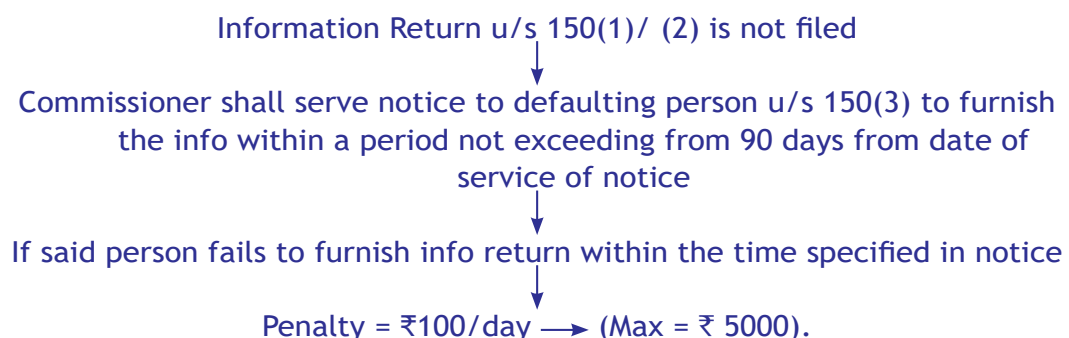 Information Return u/s 150(1)/ (2) is not filed
Commissioner shall serve notice to defaulting person u/s 150(3) to furnish
the info within a period not exceeding from 90 days from date of
service of notice
If said person fails to furnish info return within the time specified in notice
Penalty = ₹100/day → (Max = ₹ 5000).